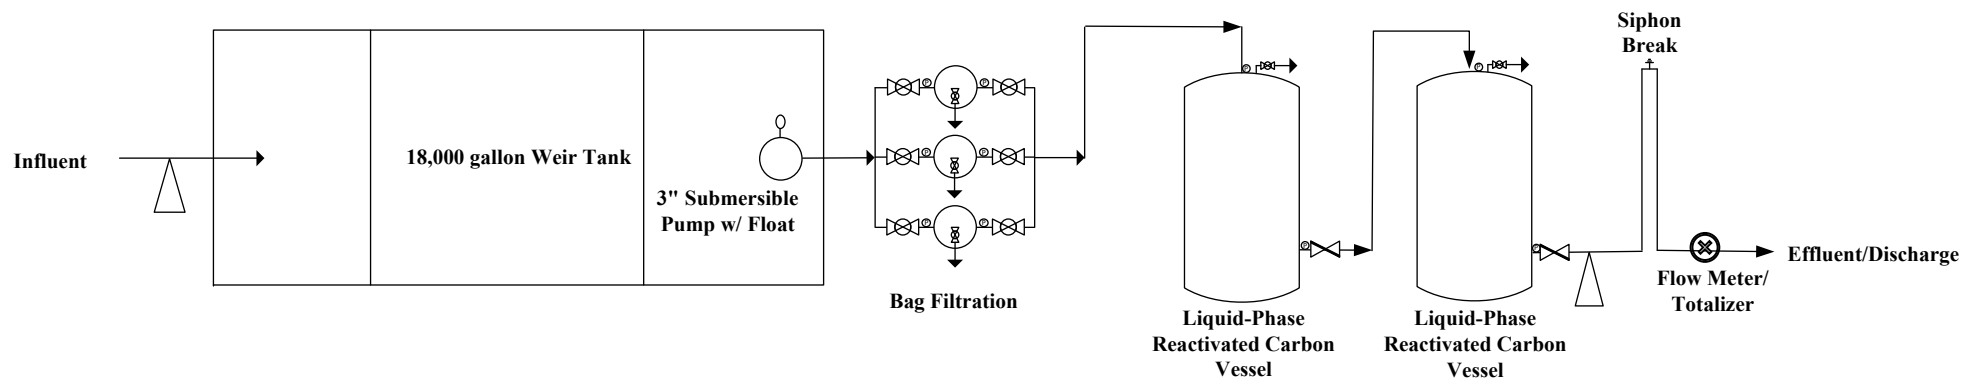 Influent
18,000 gallon Weir Tank
3" Submersible
Pump w/ Float
P
P
P
P
P
P
Bag Filtration
P
P
Liquid-Phase
Reactivated Carbon
Vessel
P
P
Liquid-Phase
Reactivated Carbon
Vessel
Siphon
Break
Flow Meter/
Totalizer
Effluent/Discharge